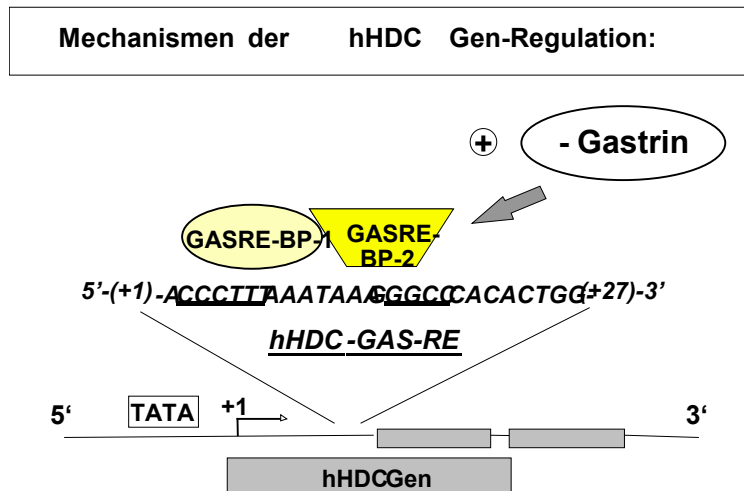 Mechanismen der hHDC Gen-Regulation:
+ - Gastrin
GASRE-BP-1 GASRE-
BP-2
5’-(+1) -ACCCTTTAAATAAAGGGCCCACACTGG- (+27)-3’
hHDC-GAS-RE
5‘ TATA +1 3‘
hHDCGen